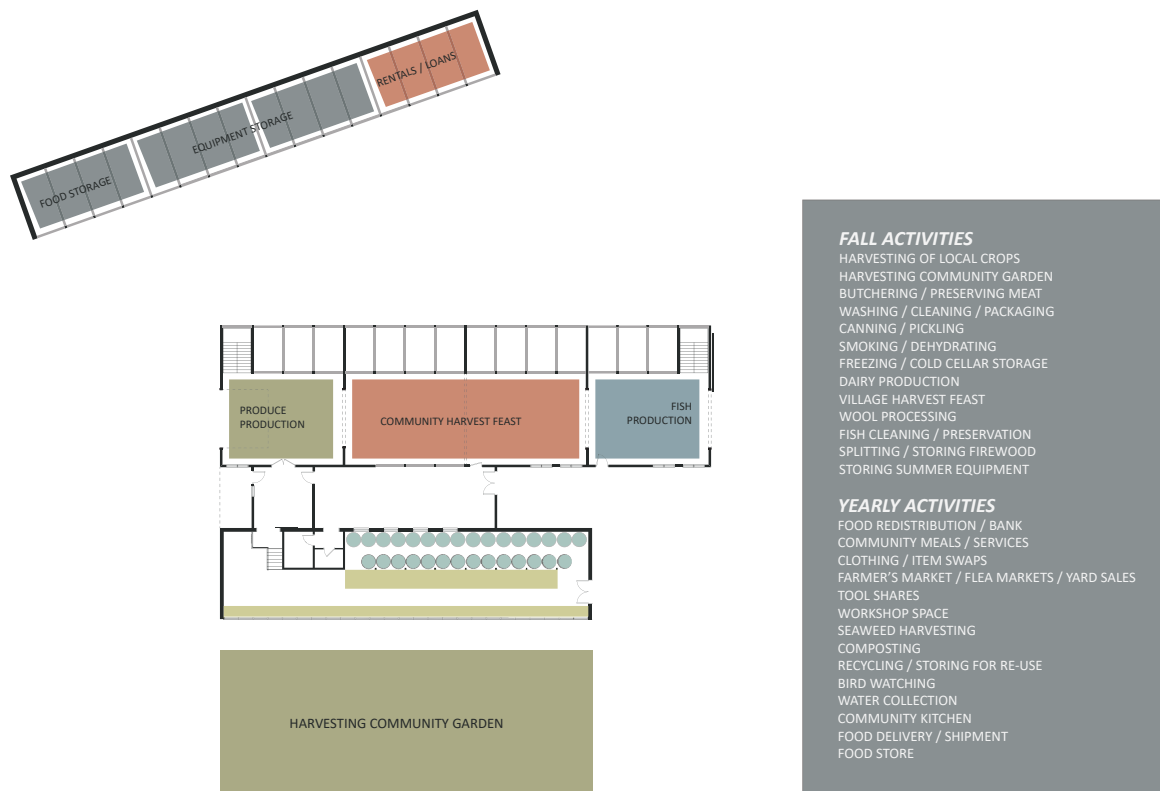 RENTALS / LOANS
EQUIPMENT STORAGE
FOOD STORAGE
PRODUCE
PRODUCTION
COMMUNITY HARVEST FEAST
FISH
PRODUCTION
HARVESTING COMMUNITY GARDEN
FALL ACTIVITIES
HARVESTING OF LOCAL CROPS
HARVESTING COMMUNITY GARDEN
BUTCHERING / PRESERVING MEAT
WASHING / CLEANING / PACKAGING
CANNING / PICKLING
SMOKING / DEHYDRATING
FREEZING / COLD CELLAR STORAGE
DAIRY PRODUCTION
VILLAGE HARVEST FEAST
WOOL PROCESSING
FISH CLEANING / PRESERVATION
SPLITTING / STORING FIREWOOD
STORING SUMMER EQUIPMENT
YEARLY ACTIVITIES
FOOD REDISTRIBUTION / BANK
COMMUNITY MEALS / SERVICES
CLOTHING / ITEM SWAPS
FARMER'S MARKET / FLEA MARKETS / YARD SALES
TOOL SHARES
WORKSHOP SPACE
SEAWEED HARVESTING
COMPOSTING
RECYCLING / STORING FOR RE-USE
BIRD WATCHING
WATER COLLECTION
COMMUNITY KITCHEN
FOOD DELIVERY / SHIPMENT
FOOD STORE